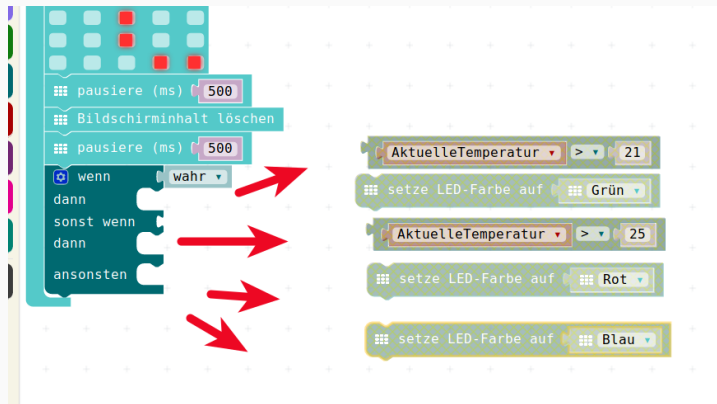 pausiere (ms) 500
Bildschirminhalt löschen
pausiere (ms) 500
wenn wahr
dann
sonst wenn
dann
ansonsten
AktuelleTemperatur > 21
setze LED-Farbe auf Grün
AktuelleTemperatur > 25
setze LED-Farbe auf Rot
setze LED-Farbe auf Blau